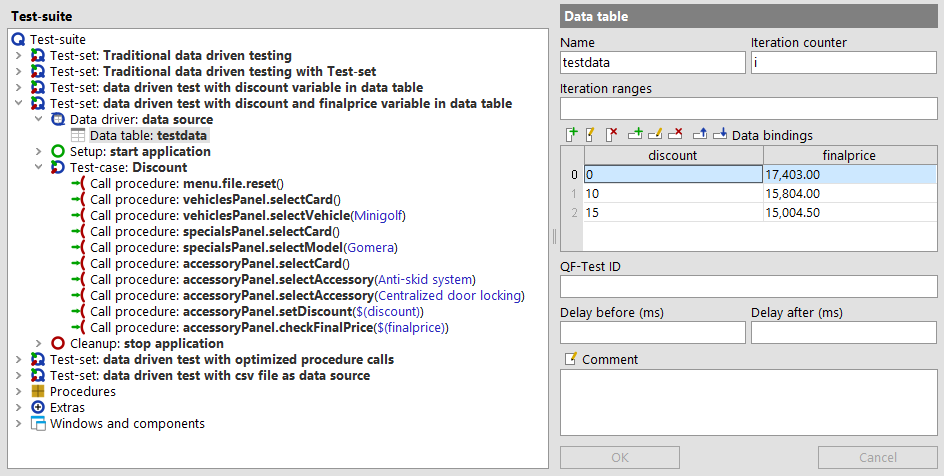 Test-suite
Test-suite
Test-set: Traditional data driven testing
Test-set: Traditional data driven testing with Test-set
Test-set: data driven test with discount variable in data table
Test-set: data driven test with discount and finalprice variable in data table
Data driver: data source
Data table: testdata
Setup: start application
Test-case: Discount
Call procedure: menu.file.reset()
Call procedure: vehiclesPanel.selectCard()
Call procedure: vehiclesPanel.selectVehicle(Minigolf)
Call procedure: specialsPanel.selectCard()
Call procedure: specialsPanel.selectModel(Gomera)
Call procedure: accessoryPanel.selectCard()
Call procedure: accessoryPanel.selectAccessory(Anti-skid system)
Call procedure: accessoryPanel.selectAccessory(Centralized door locking)
Call procedure: accessoryPanel.setDiscount($(discount))
Call procedure: accessoryPanel.checkFinalPrice($(finalprice))
Cleanup: stop application
Test-set: data driven test with optimized procedure calls
Test-set: data driven test with csv file as data source
Procedures
Extras
Windows and components
Data table
Name Iteration counter
testdata i
Iteration ranges
Data bindings
discount finalprice
0 0 17,403.00
1 10 15,804.00
2 15 15,004.50
QF-Test ID
Delay before (ms) Delay after (ms)
Comment
OK Cancel